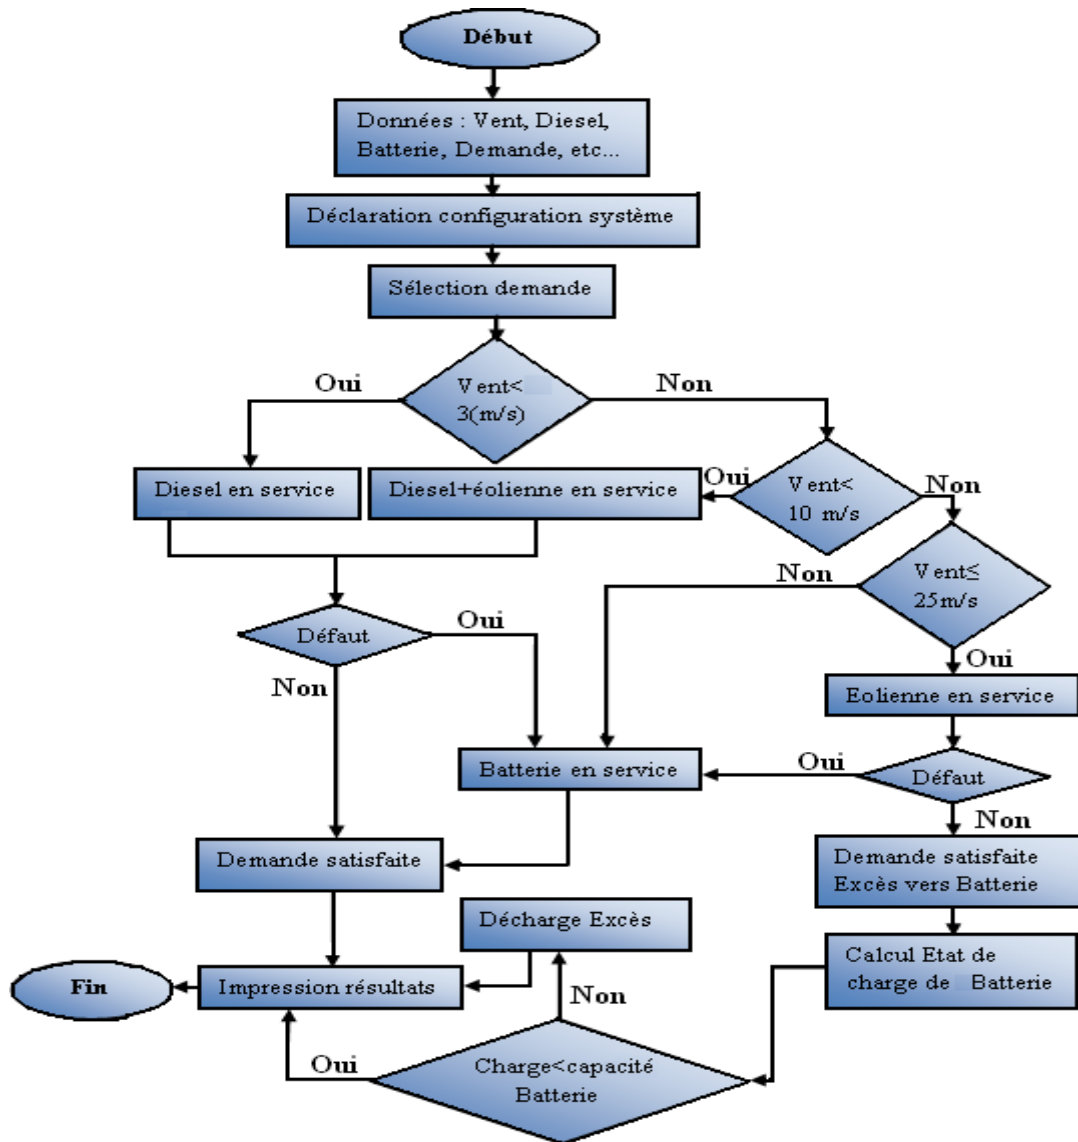 Début
Données : Vent, Diesel,
Batterie, Demande, etc...
Déclaration configuration système
Sélection demande
Vent<
3(m/s)
Oui
Non
Diesel en service
Diesel+éolienne en service
Oui
Vent<
10 m/s
Non
Non
Vent≤
25m/s
Défaut
Oui
Non
Oui
Eolienne en service
Batterie en service
Oui
Défaut
Non
Demande satisfaite
Demande satisfaite
Excès vers Batterie
Décharge Excès
Calcul Etat de
charge de Batterie
Fin
Impression résultats
Non
Oui
Charge<capacité
Batterie